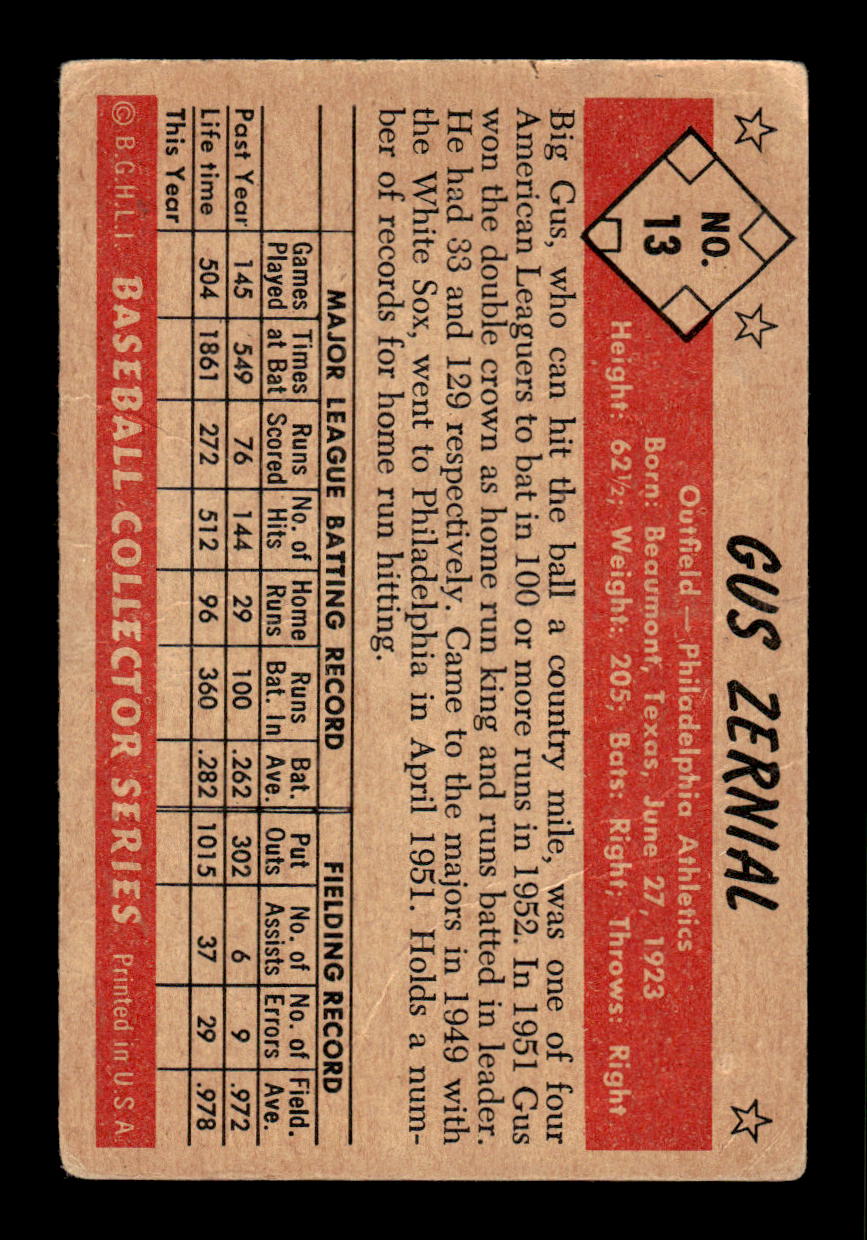 GUS ZERNIAL
NO.
13
Outfield — Philadelphia Athletics
Born: Beaumont, Texas, June 27, 1923
Height: 62½; Weight: 205; Bats: Right; Throws: Right
Big Gus, who can hit the ball a country mile, was one of four
American Leaguers to bat in 100 or more runs in 1952. In 1951 Gus
won the double crown as home run king and runs batted in leader.
He had 33 and 129 respectively. Came to the majors in 1949 with
the White Sox, went to Philadelphia in April 1951. Holds a num-
ber of records for home run hitting.
MAJOR LEAGUE BATTING RECORD FIELDING RECORD
Games Times Runs No. of Home Runs Bat. Put No. of No. of Field.
Played at Bat Scored Hits Runs Bat. In Ave. Outs Assists Errors Ave.
Past Year 145 549 76 144 29 100 .262 302 6 9 .972
Life time 504 1861 272 512 96 360 .282 1015 37 29 .978
This Year
© B.G.H.L.I. BASEBALL COLLECTOR SERIES Printed in U.S.A.